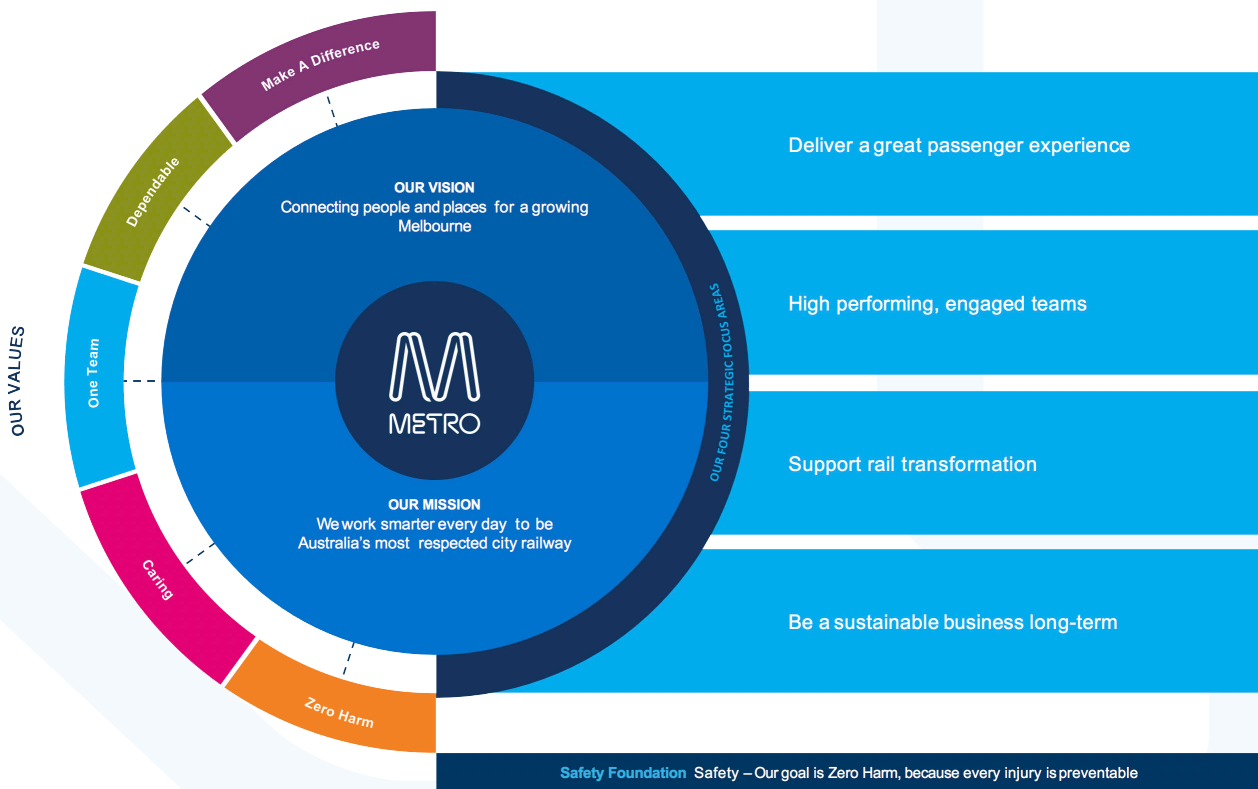 OUR VALUES
Make A Difference
Dependable
One Team
Caring
Zero Harm
OUR VISION
Connecting people and places for a growing
Melbourne
METRO
OUR MISSION
We work smarter every day to be
Australia's most respected city railway
OUR FOUR STRATEGIC FOCUS AREAS
Deliver a great passenger experience
High performing, engaged teams
Support rail transformation
Be a sustainable business long-term
Safety Foundation Safety – Our goal is Zero Harm, because every injury is preventable